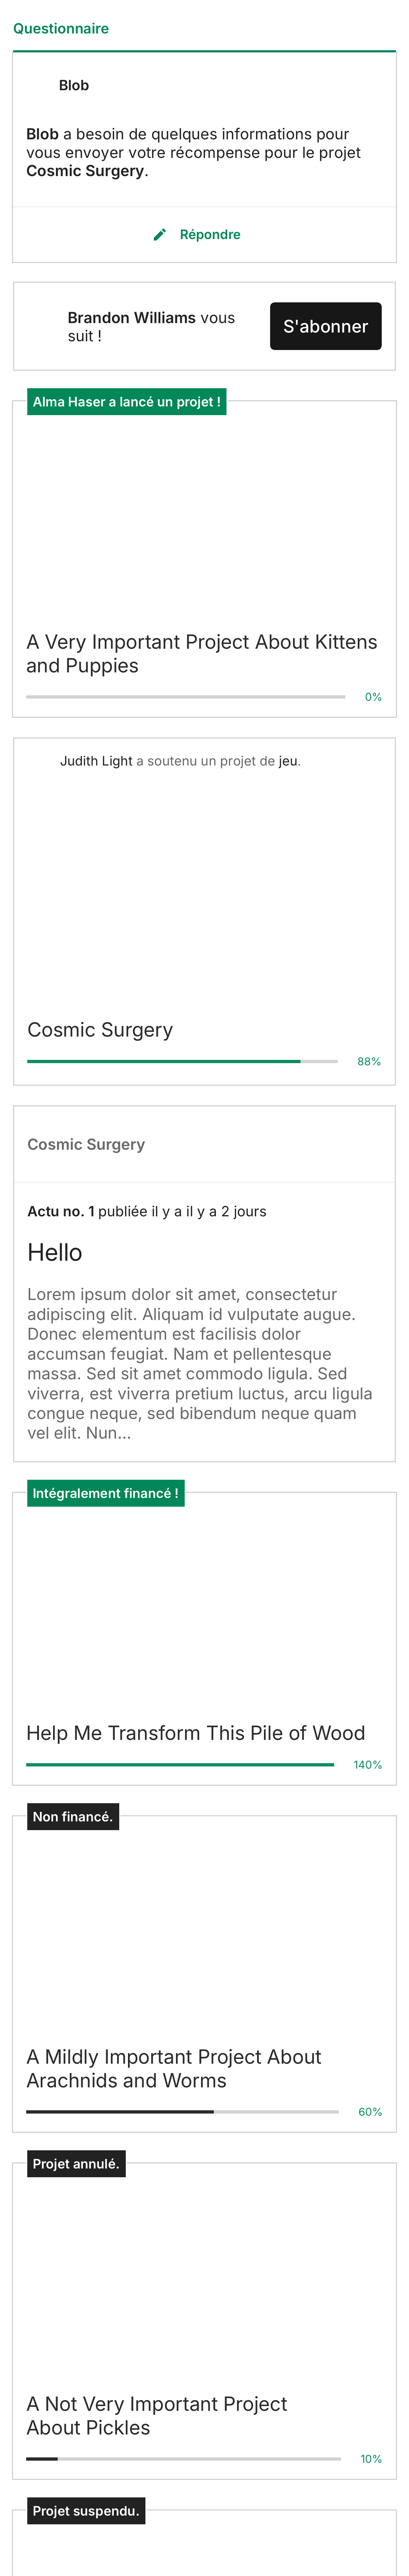 Questionnaire
Blob
Blob a besoin de quelques informations pour
vous envoyer votre récompense pour le projet
Cosmic Surgery.
Répondre
Brandon Williams vous
suit !
S'abonner
Alma Haser a lancé un projet !
A Very Important Project About Kittens
and Puppies
0%
Judith Light a soutenu un projet de jeu.
Cosmic Surgery
88%
Cosmic Surgery
Actu no. 1 publiée il y a il y a 2 jours
Hello
Lorem ipsum dolor sit amet, consectetur
adipiscing elit. Aliquam id vulputate augue.
Donec elementum est facilisis dolor
accumsan feugiat. Nam et pellentesque
massa. Sed sit amet commodo ligula. Sed
viverra, est viverra pretium luctus, arcu ligula
congue neque, sed bibendum neque quam
vel elit. Nun...
Intégralement financé !
Help Me Transform This Pile of Wood
140%
Non financé.
A Mildly Important Project About
Arachnids and Worms
60%
Projet annulé.
A Not Very Important Project
About Pickles
10%
Projet suspendu.